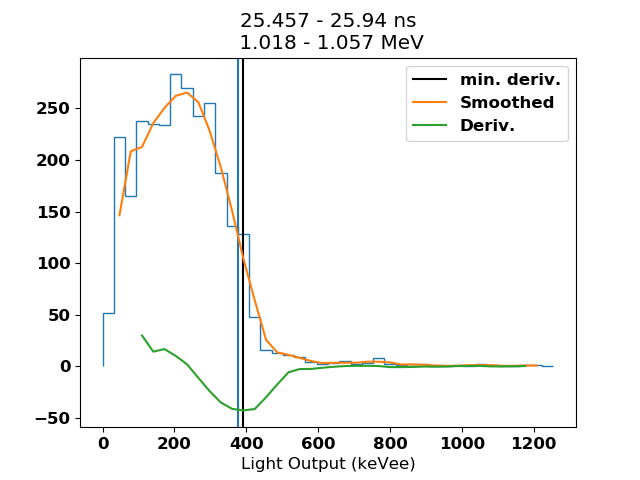 25.457 - 25.94 ns
1.018 - 1.057 MeV
min. deriv.
Smoothed
Deriv.
250
200
150
100
50
0
−50
0 200 400 600 800 1000 1200
Light Output (keVee)